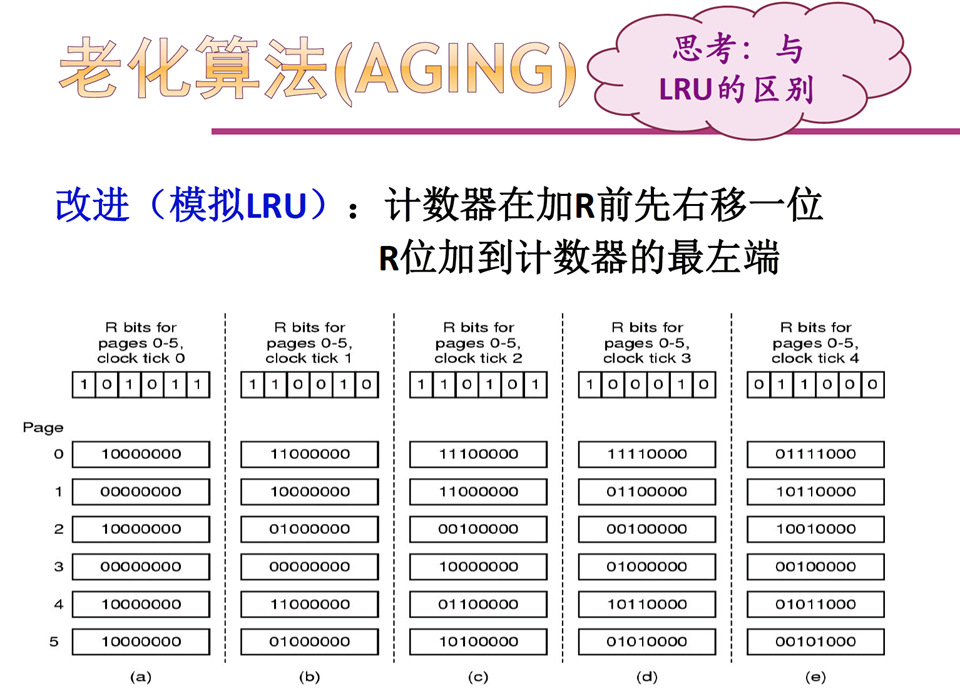 老化算法(AGING)
思考：与
LRU的区别
改进（模拟LRU）：计数器在加R前先右移一位
R位加到计数器的最左端
R bits for pages 0-5, clock tick 0
R bits for pages 0-5, clock tick 1
R bits for pages 0-5, clock tick 2
R bits for pages 0-5, clock tick 3
R bits for pages 0-5, clock tick 4
1 0 1 0 1 1
1 1 0 0 1 0
1 1 0 1 0 1
1 0 0 0 1 0
0 1 1 0 0 0
Page
0 10000000 11000000 11100000 11110000 01111000
1 00000000 10000000 11000000 01100000 10110000
2 10000000 01000000 00100000 00100000 10010000
3 00000000 00000000 10000000 01000000 00100000
4 10000000 11000000 01100000 10110000 01011000
5 10000000 01000000 10100000 01010000 00101000
(a) (b) (c) (d) (e)